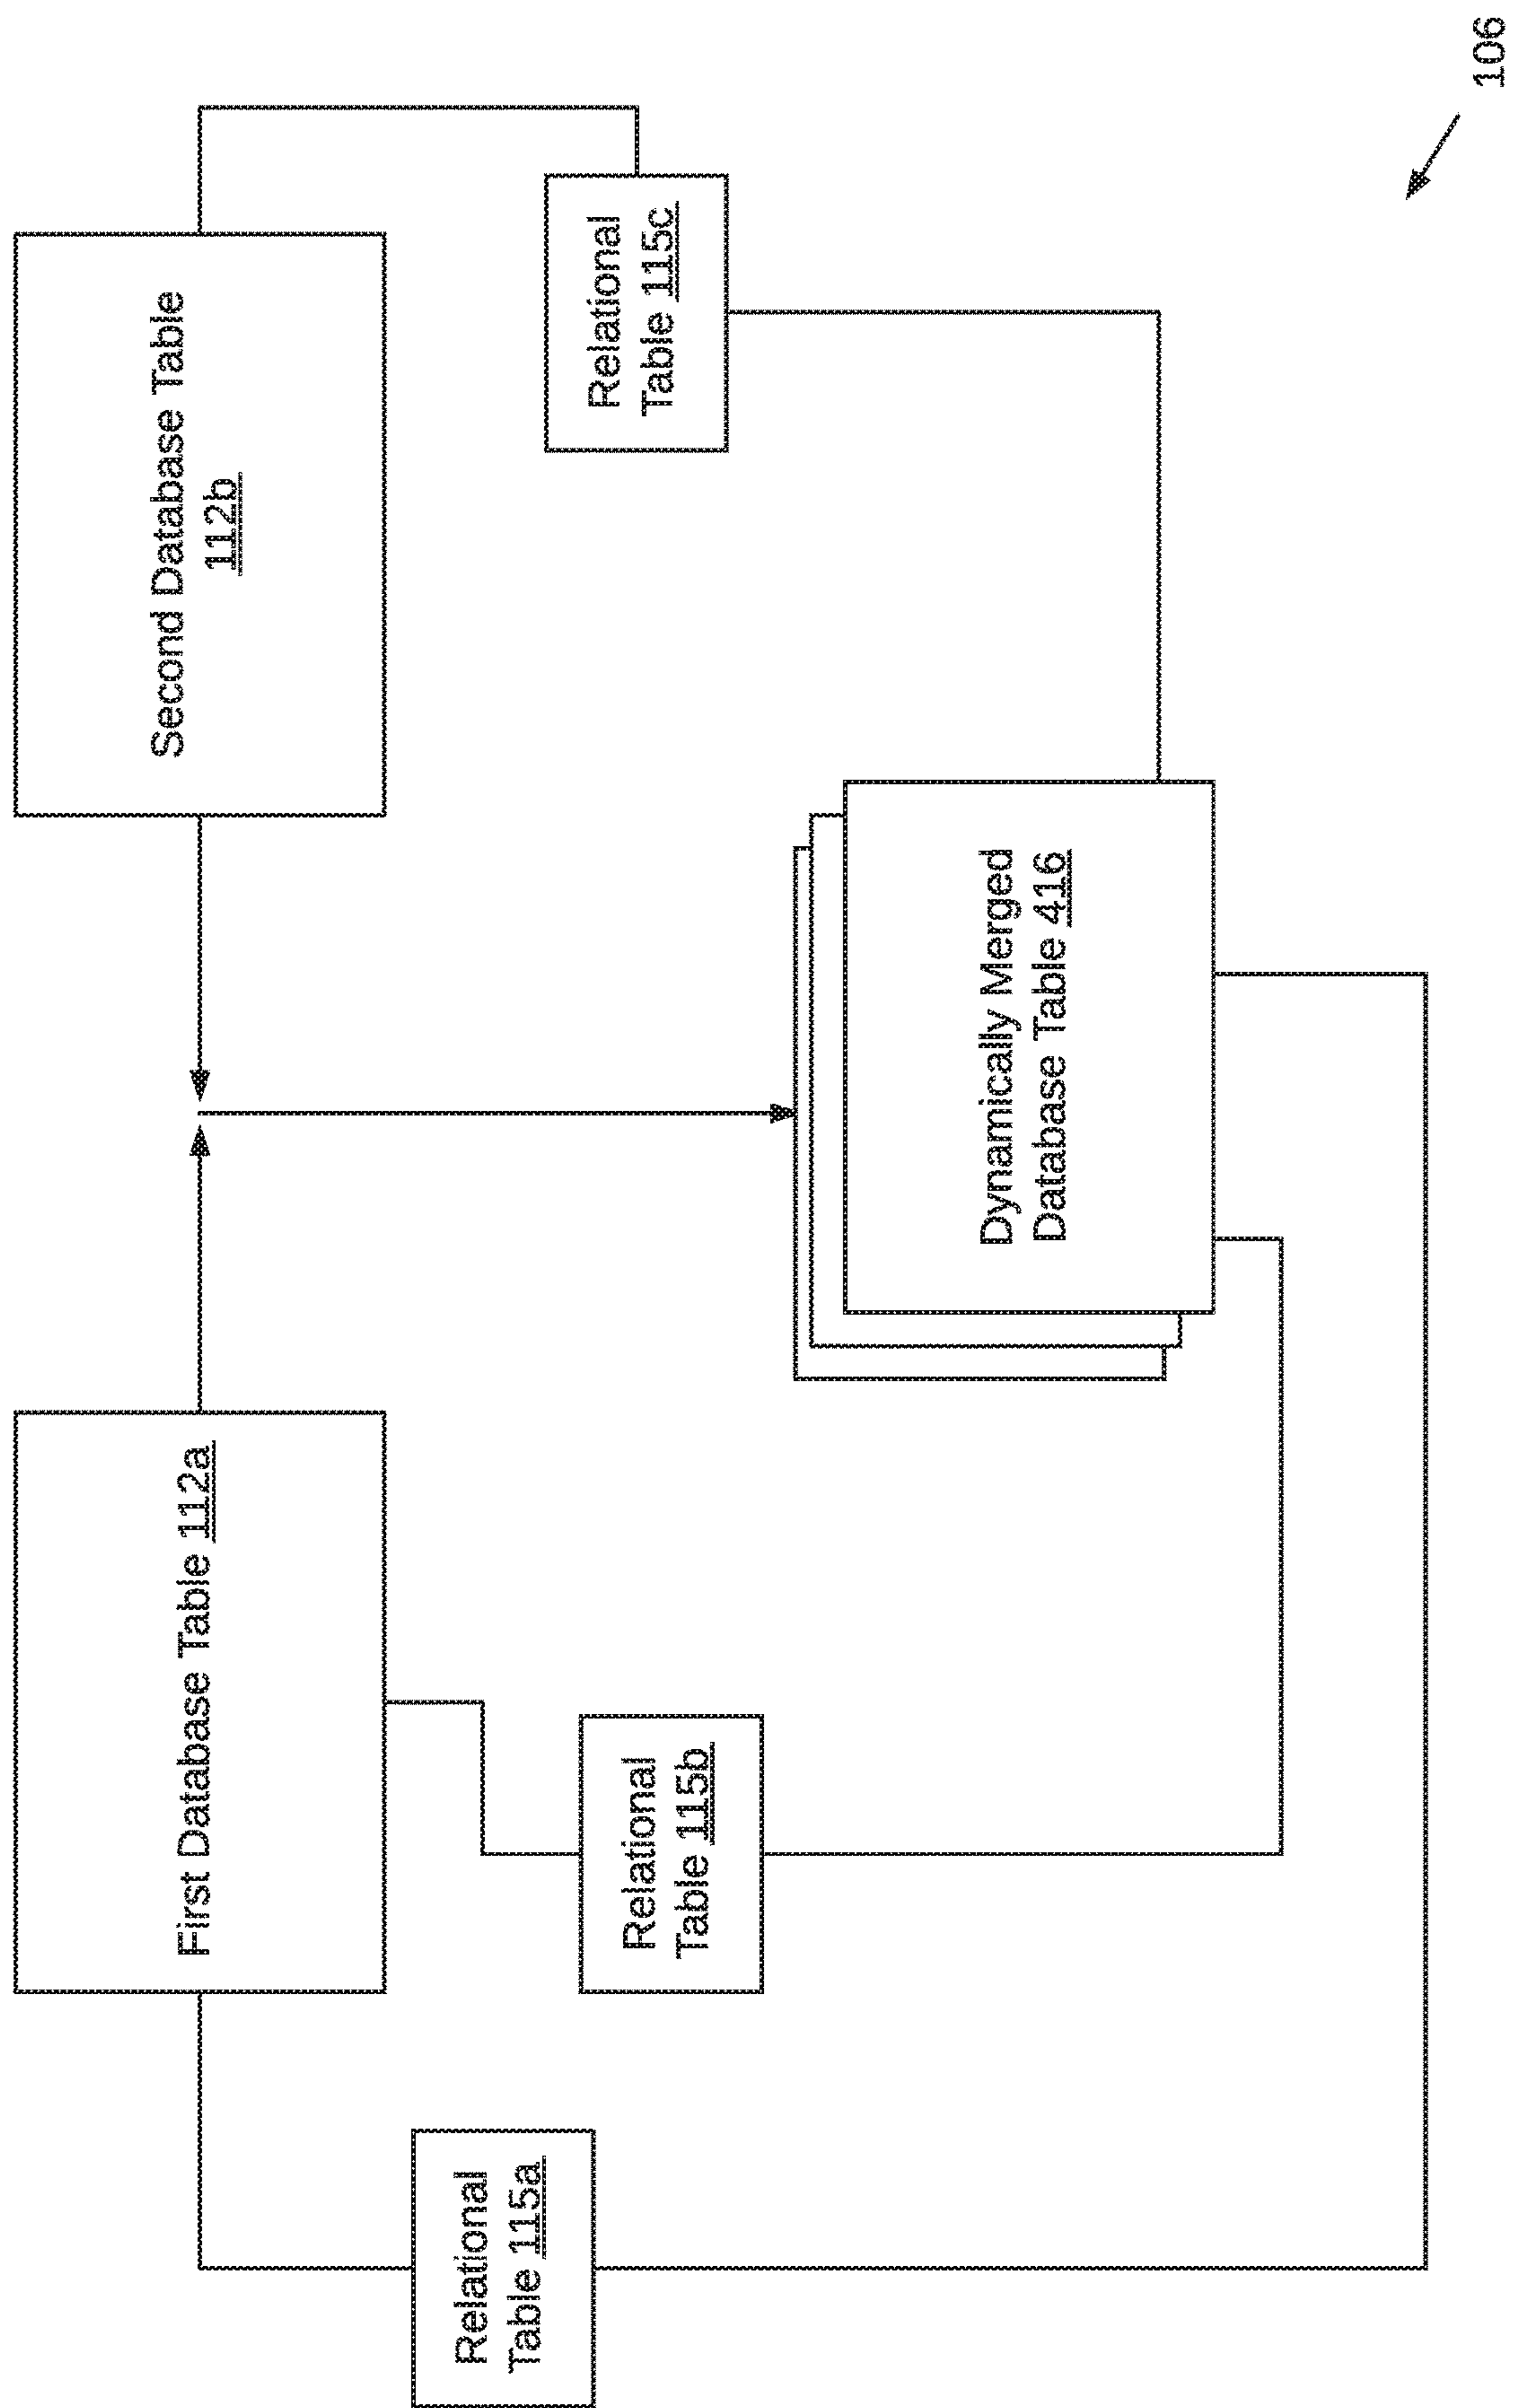 First Database Table 112a
Second Database Table
112b
Relational
Table 115a
Relational
Table 115b
Relational
Table 115c
Dynamically Merged
Database Table 416
106